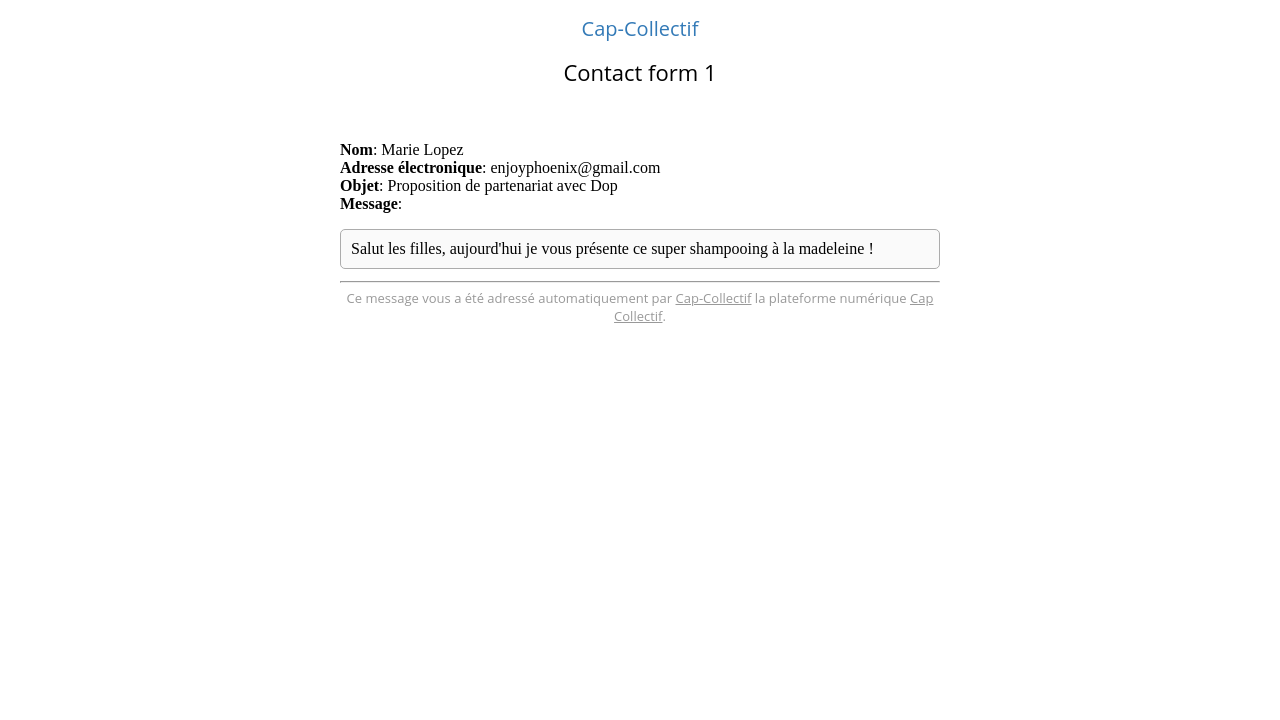 Cap-Collectif
Contact form 1
Nom: Marie Lopez
Adresse électronique: enjoyphoenix@gmail.com
Objet: Proposition de partenariat avec Dop
Message:
Salut les filles, aujourd'hui je vous présente ce super shampooing à la madeleine !
Ce message vous a été adressé automatiquement par Cap-Collectif la plateforme numérique Cap
Collectif.